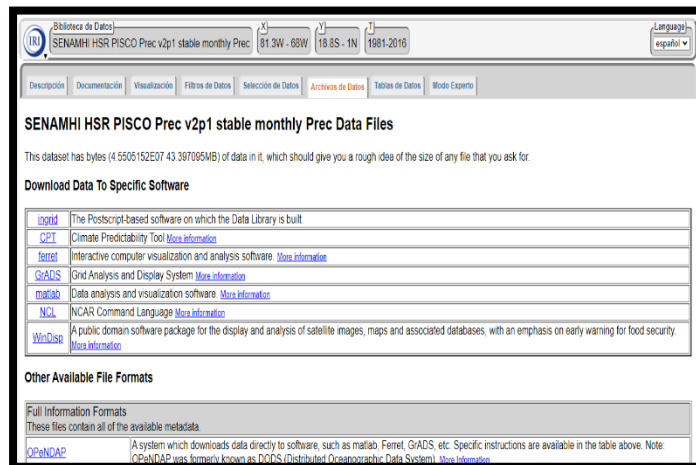 Biblioteca de Datos
X
Y
T
Language
IRI
SENAMHI HSR PISCO Prec v2p1 stable monthly Prec
81.3W - 68W
18.8S - 1N
1981-2016
español
Descripción
Documentación
Visualización
Filtros de Datos
Selección de Datos
Archivos de Datos
Tablas de Datos
Modo Experto
SENAMHI HSR PISCO Prec v2p1 stable monthly Prec Data Files
This dataset has bytes (4.5505152E07 43.397095MB) of data in it, which should give you a rough idea of the size of any file that you ask for.
Download Data To Specific Software
ingrid The Postscript-based software on which the Data Library is built.
CPT Climate Predictability Tool More information
ferret Interactive computer visualization and analysis software. More information
GrADS Grid Analysis and Display System More information
matlab Data analysis and visualization software. More information
NCL NCAR Command Language More information
WinDisp A public domain software package for the display and analysis of satellite images, maps and associated databases, with an emphasis on early warning for food security.
More information
Other Available File Formats
Full Information Formats
These files contain all of the available metadata.
OPeNDAP A system which downloads data directly to software, such as matlab, Ferret, GrADS, etc. Specific instructions are available in the table above. Note:
OPeNDAP was formerly known as DODS (Distributed Oceanographic Data System). More Information